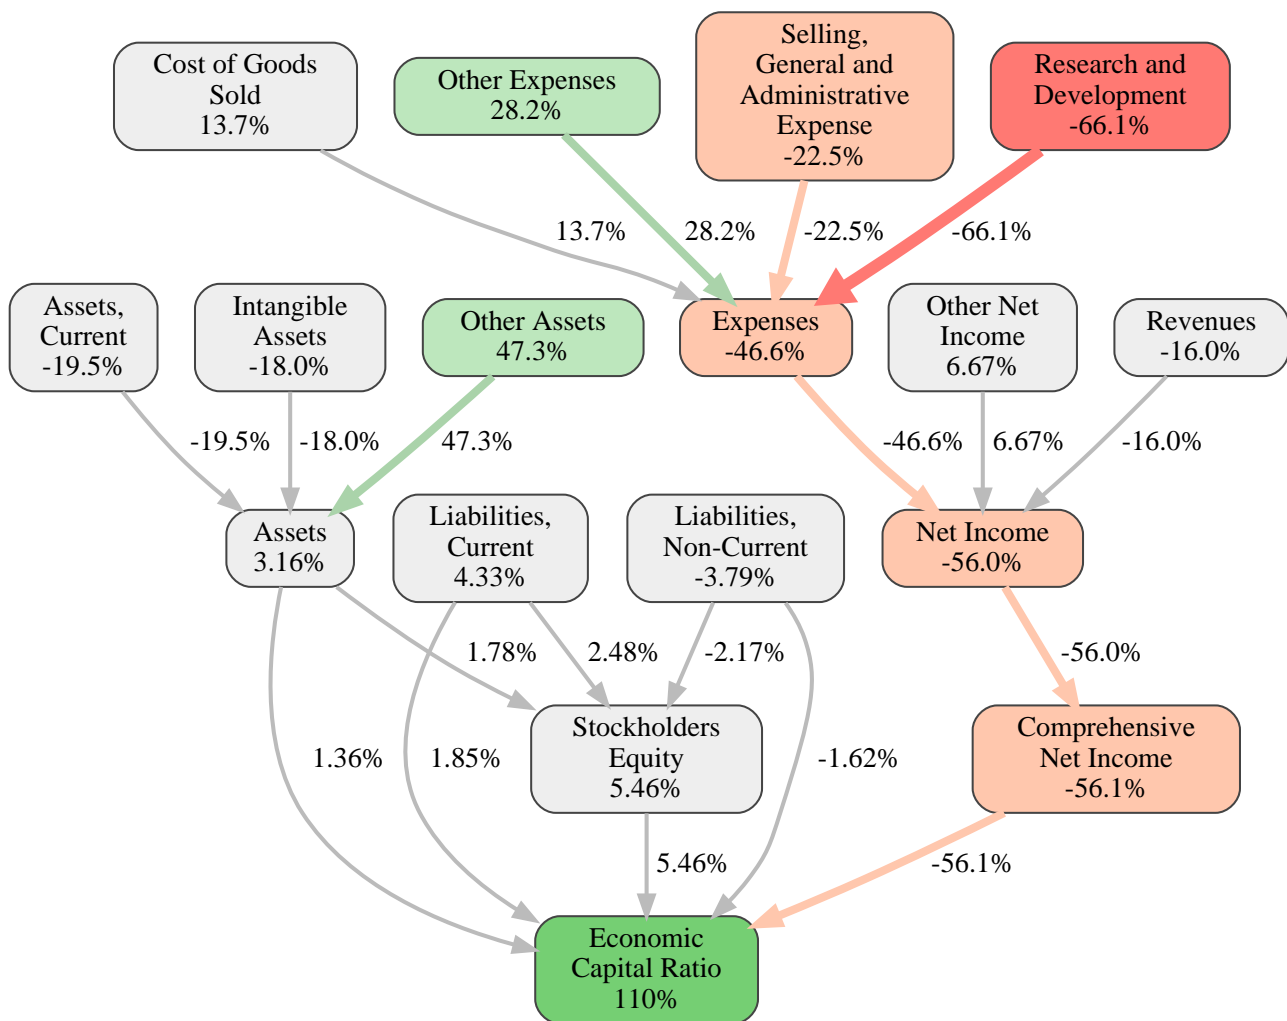 Cost of Goods
Sold
13.7%
Other Expenses
28.2%
Selling,
General and
Administrative
Expense
-22.5%
Research and
Development
-66.1%
13.7%
28.2%
-22.5%
-66.1%
Assets,
Current
-19.5%
Intangible
Assets
-18.0%
Other Assets
47.3%
Expenses
-46.6%
Other Net
Income
6.67%
Revenues
-16.0%
-19.5%
-18.0%
47.3%
-46.6%
6.67%
-16.0%
Assets
3.16%
Liabilities,
Current
4.33%
Liabilities,
Non-Current
-3.79%
Net Income
-56.0%
1.78%
2.48%
-2.17%
-56.0%
Stockholders
Equity
5.46%
Comprehensive
Net Income
-56.1%
1.36%
1.85%
-1.62%
5.46%
-56.1%
Economic
Capital Ratio
110%